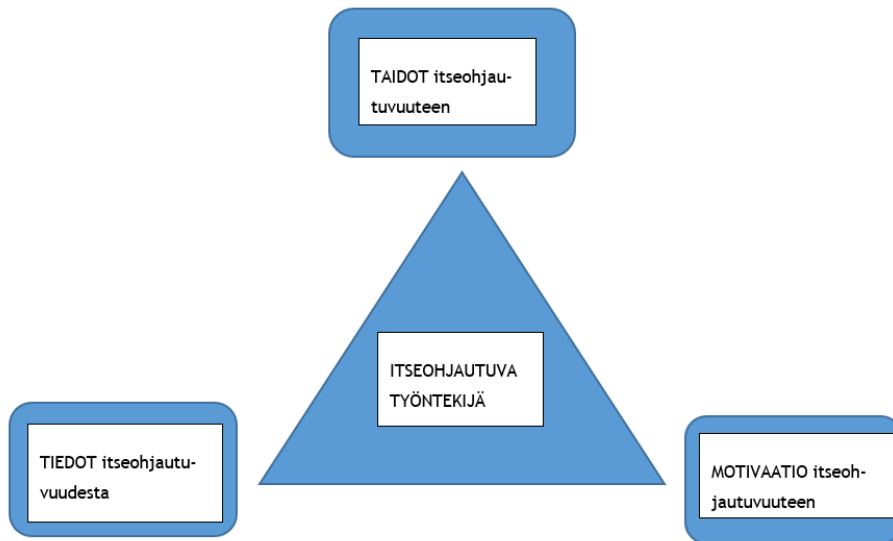 TAIDOT itseohjau-
tuvuuteen
ITSEOHJAUTUVA
TYÖNTEKIJÄ
TIEDOT itseohjautu-
vuudesta
MOTIVAATIO itseoh-
jautuvuuteen